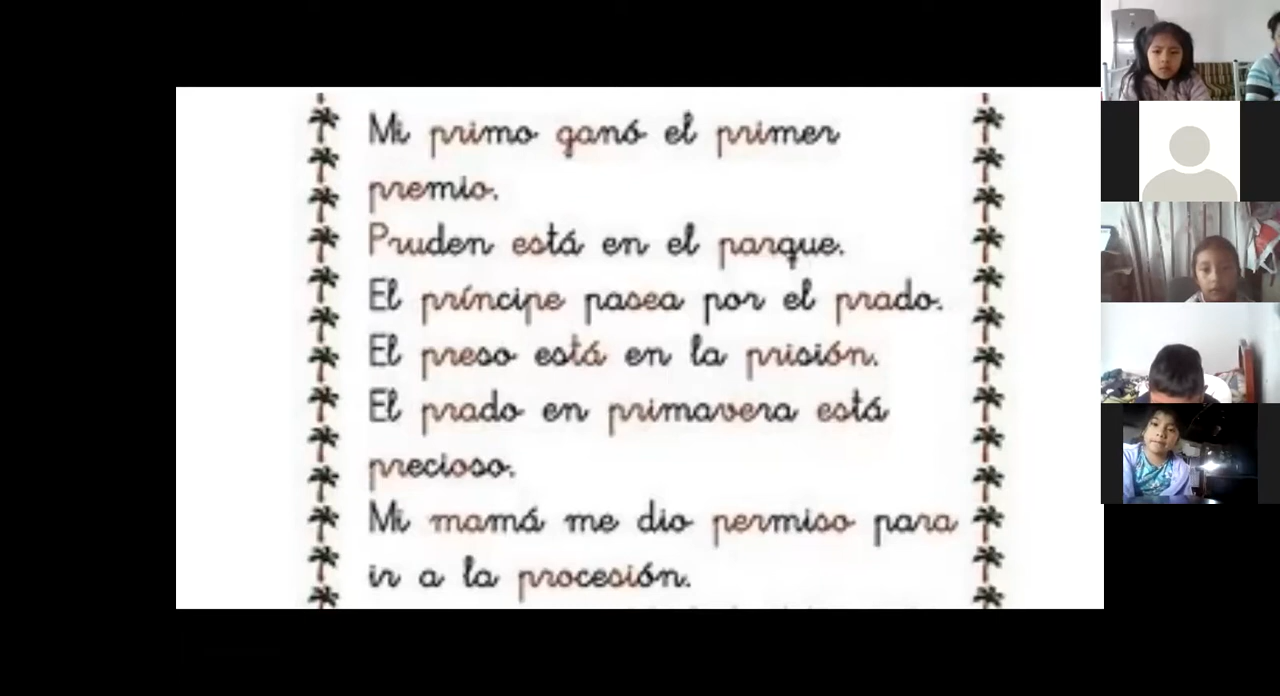 Mi primo ganó el primer
premio.
Pruden está en el parque.
El príncipe pasea por el prado.
El preso está en la prisión.
El prado en primavera está
precioso.
Mi mamá me dio permiso para
ir a la procesión.